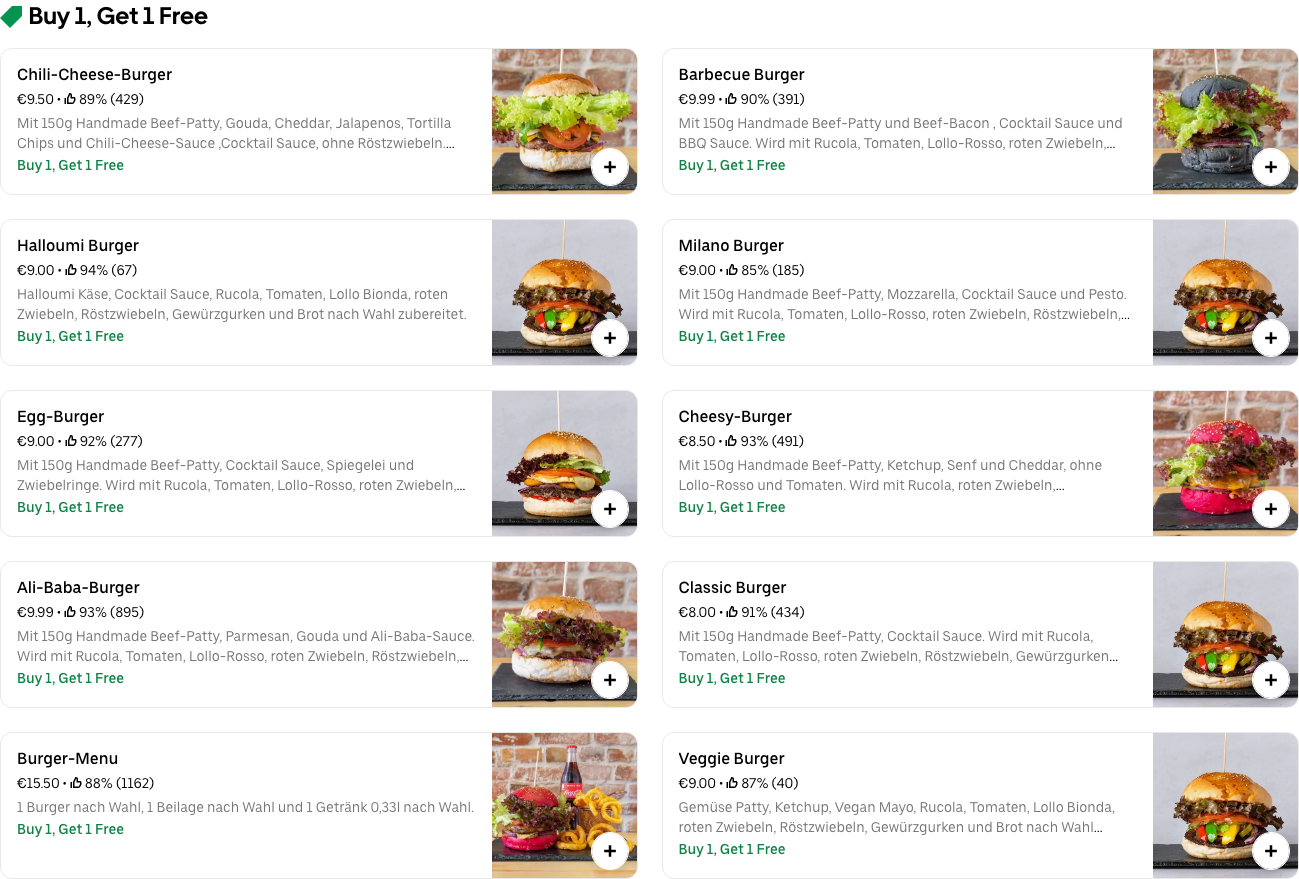 Buy 1, Get 1 Free
Chili-Cheese-Burger
€9.50 • 89% (429)
Mit 150g Handmade Beef-Patty, Gouda, Cheddar, Jalapenos, Tortilla
Chips und Chili-Cheese-Sauce ,Cocktail Sauce, ohne Röstzwiebeln....
Buy 1, Get 1 Free
Barbecue Burger
€9.99 • 90% (391)
Mit 150g Handmade Beef-Patty und Beef-Bacon , Cocktail Sauce und
BBQ Sauce. Wird mit Rucola, Tomaten, Lollo-Rosso, roten Zwiebeln,...
Buy 1, Get 1 Free
Halloumi Burger
€9.00 • 94% (67)
Halloumi Käse, Cocktail Sauce, Rucola, Tomaten, Lollo Bionda, roten
Zwiebeln, Röstzwiebeln, Gewürzgurken und Brot nach Wahl zubereitet.
Buy 1, Get 1 Free
Milano Burger
€9.00 • 85% (185)
Mit 150g Handmade Beef-Patty, Mozzarella, Cocktail Sauce und Pesto.
Wird mit Rucola, Tomaten, Lollo-Rosso, roten Zwiebeln, Röstzwiebeln,...
Buy 1, Get 1 Free
Egg-Burger
€9.00 • 92% (277)
Mit 150g Handmade Beef-Patty, Cocktail Sauce, Spiegelei und
Zwiebelringe. Wird mit Rucola, Tomaten, Lollo-Rosso, roten Zwiebeln,...
Buy 1, Get 1 Free
Cheesy-Burger
€8.50 • 93% (491)
Mit 150g Handmade Beef-Patty, Ketchup, Senf und Cheddar, ohne
Lollo-Rosso und Tomaten. Wird mit Rucola, roten Zwiebeln,...
Buy 1, Get 1 Free
Ali-Baba-Burger
€9.99 • 93% (895)
Mit 150g Handmade Beef-Patty, Parmesan, Gouda und Ali-Baba-Sauce.
Wird mit Rucola, Tomaten, Lollo-Rosso, roten Zwiebeln, Röstzwiebeln,...
Buy 1, Get 1 Free
Classic Burger
€8.00 • 91% (434)
Mit 150g Handmade Beef-Patty, Cocktail Sauce. Wird mit Rucola,
Tomaten, Lollo-Rosso, roten Zwiebeln, Röstzwiebeln, Gewürzgurken...
Buy 1, Get 1 Free
Burger-Menu
€15.50 • 88% (1162)
1 Burger nach Wahl, 1 Beilage nach Wahl und 1 Getränk 0,33l nach Wahl.
Buy 1, Get 1 Free
Veggie Burger
€9.00 • 87% (40)
Gemüse Patty, Ketchup, Vegan Mayo, Rucola, Tomaten, Lollo Bionda,
roten Zwiebeln, Röstzwiebeln, Gewürzgurken und Brot nach Wahl...
Buy 1, Get 1 Free